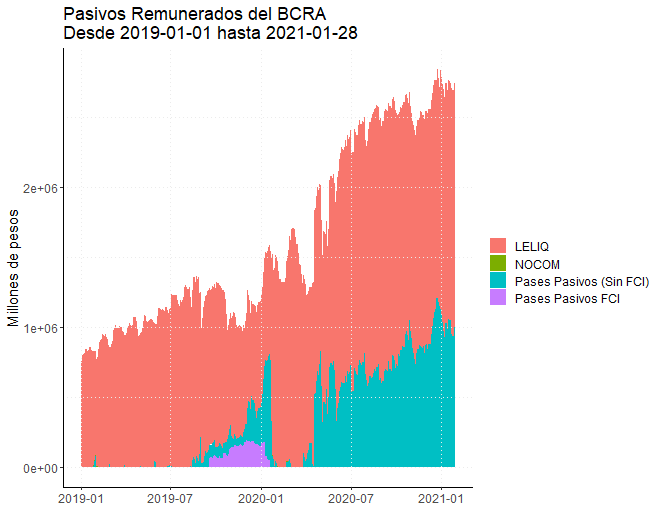 Pasivos Remunerados del BCRA
Desde 2019-01-01 hasta 2021-01-28
Millones de pesos
2e+06
1e+06
0e+00
2019-01
2019-07
2020-01
2020-07
2021-01
LELIQ
NOCOM
Pases Pasivos (Sin FCI)
Pases Pasivos FCI